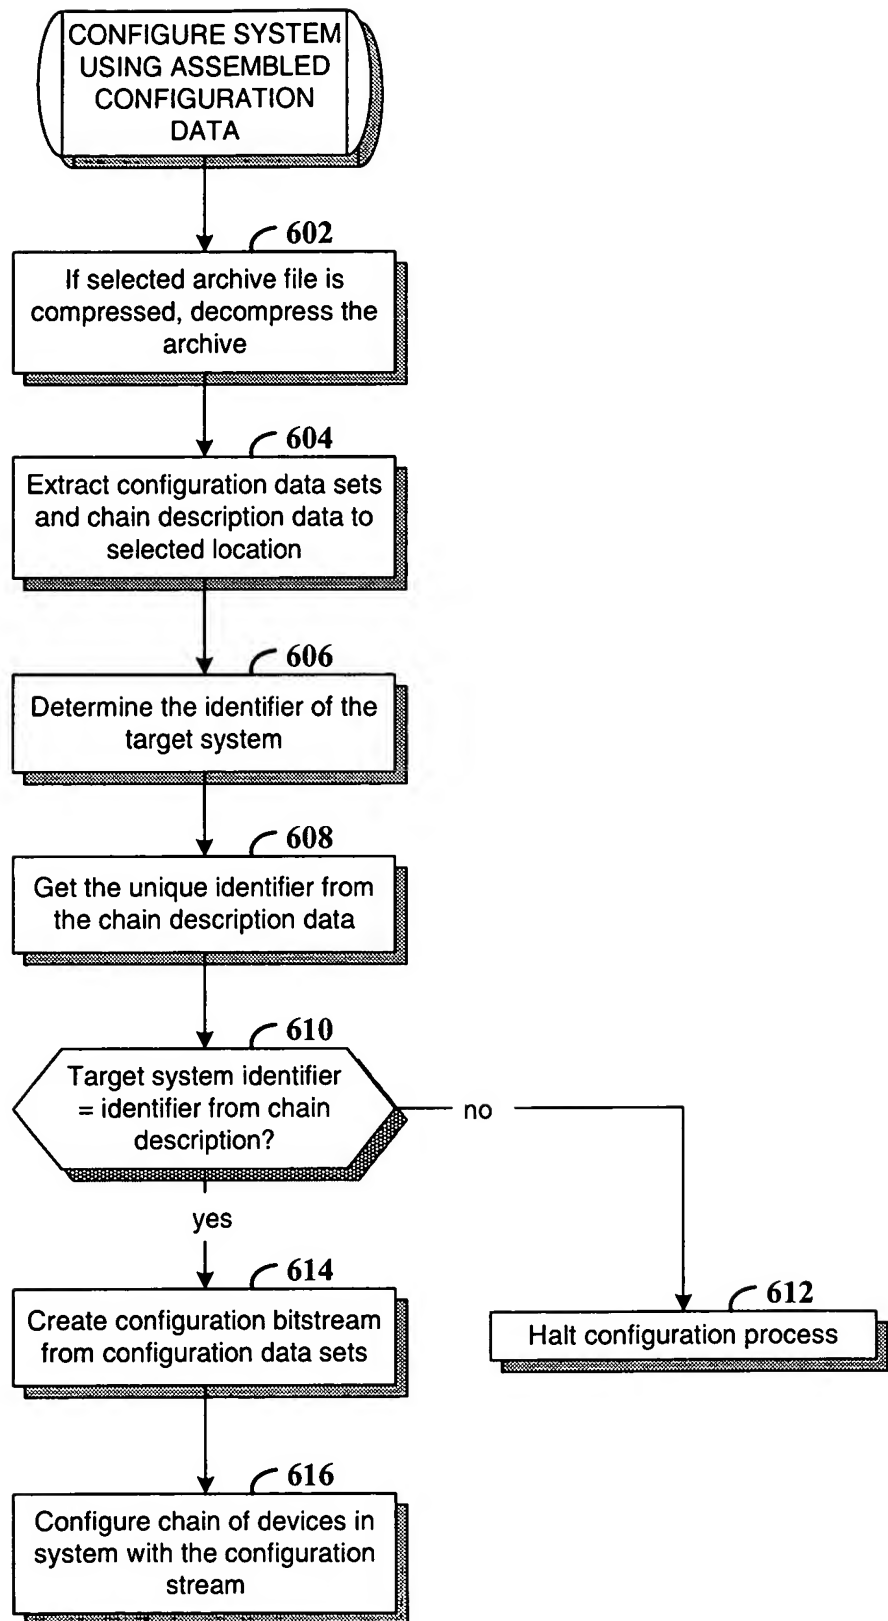 CONFIGURE SYSTEM
USING ASSEMBLED
CONFIGURATION
DATA
602
If selected archive file is
compressed, decompress the
archive
604
Extract configuration data sets
and chain description data to
selected location
606
Determine the identifier of the
target system
608
Get the unique identifier from
the chain description data
610
Target system identifier
= identifier from chain
description?
no
yes
614
Create configuration bitstream
from configuration data sets
612
Halt configuration process
616
Configure chain of devices in
system with the configuration
stream